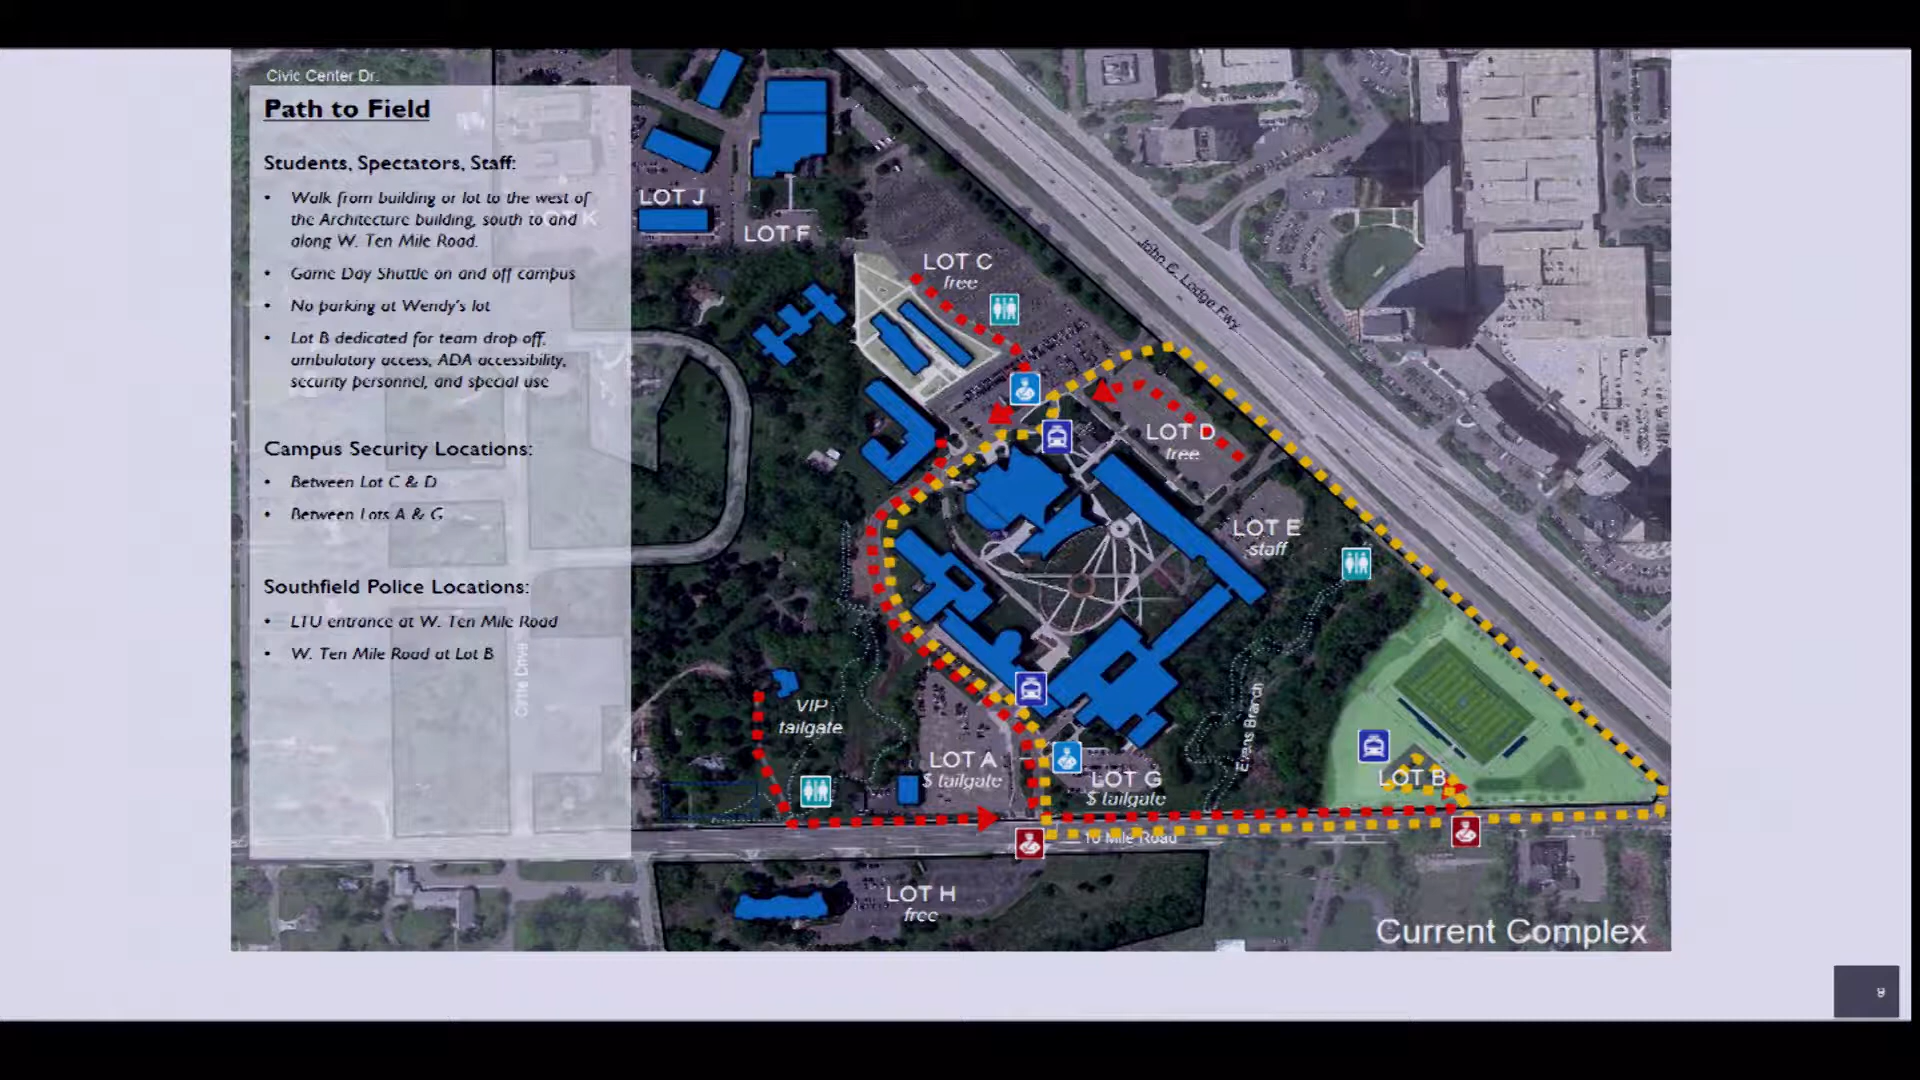 Civic Center Dr.
Path to Field
Students, Spectators, Staff:
• Walk from building or lot to the west of
the Architecture building, south to and
along W. Ten Mile Road.
• Game Day Shuttle on and off campus
• No parking at Wendy's lot
• Lot B dedicated for team drop off,
ambulatory access, ADA accessibility,
security personnel, and special use
Campus Security Locations:
• Between Lot C & D
• Between Lots A & G
Southfield Police Locations:
• LTU entrance at W. Ten Mile Road
• W. Ten Mile Road at Lot B
Circle Drive
LOT J
LOT F
LOT K
LOT C
free
John C. Lodge Fwy
LOT D
free
LOT E
staff
Evans Branch
VIP
tailgate
LOT A
$ tailgate
LOT G
$ tailgate
LOT B
10 Mile Road
LOT H
free
Current Complex